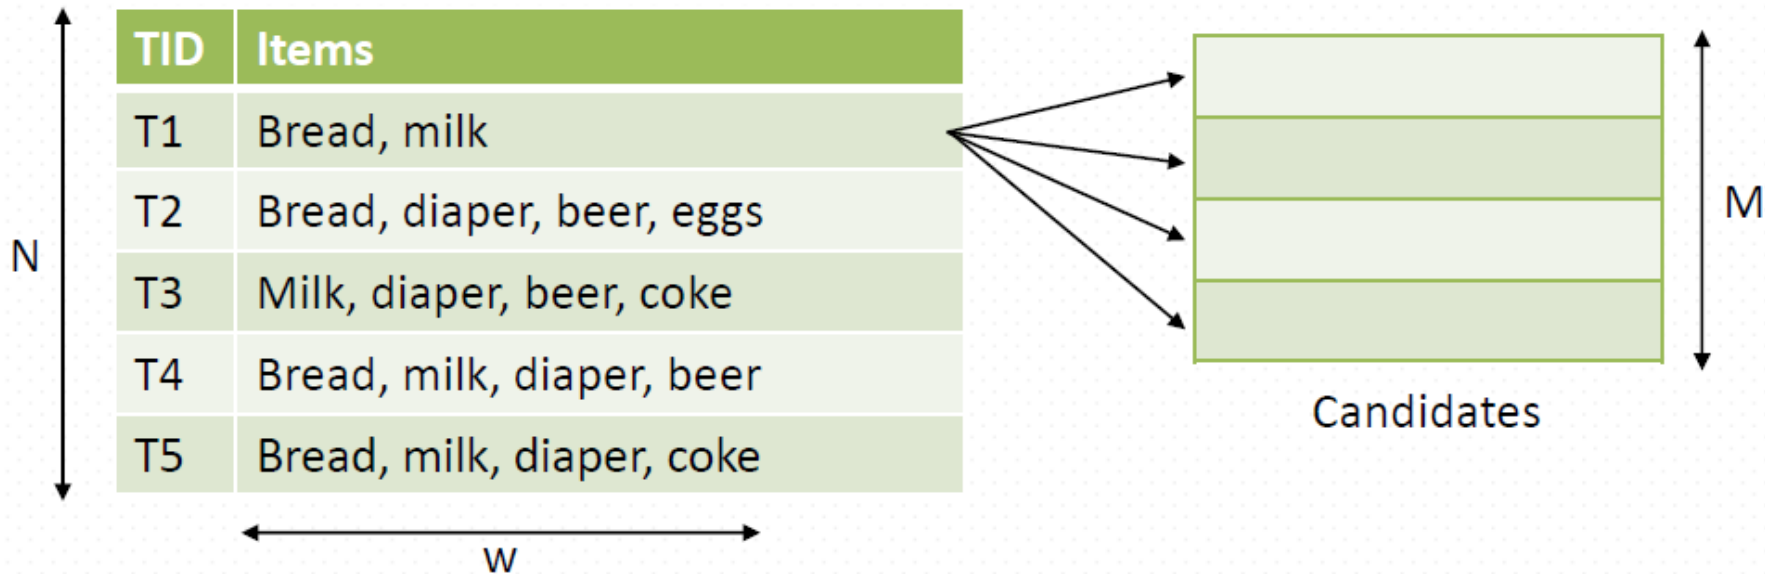 TID Items
T1 Bread, milk
T2 Bread, diaper, beer, eggs
T3 Milk, diaper, beer, coke
T4 Bread, milk, diaper, beer
T5 Bread, milk, diaper, coke
N
w
M
Candidates